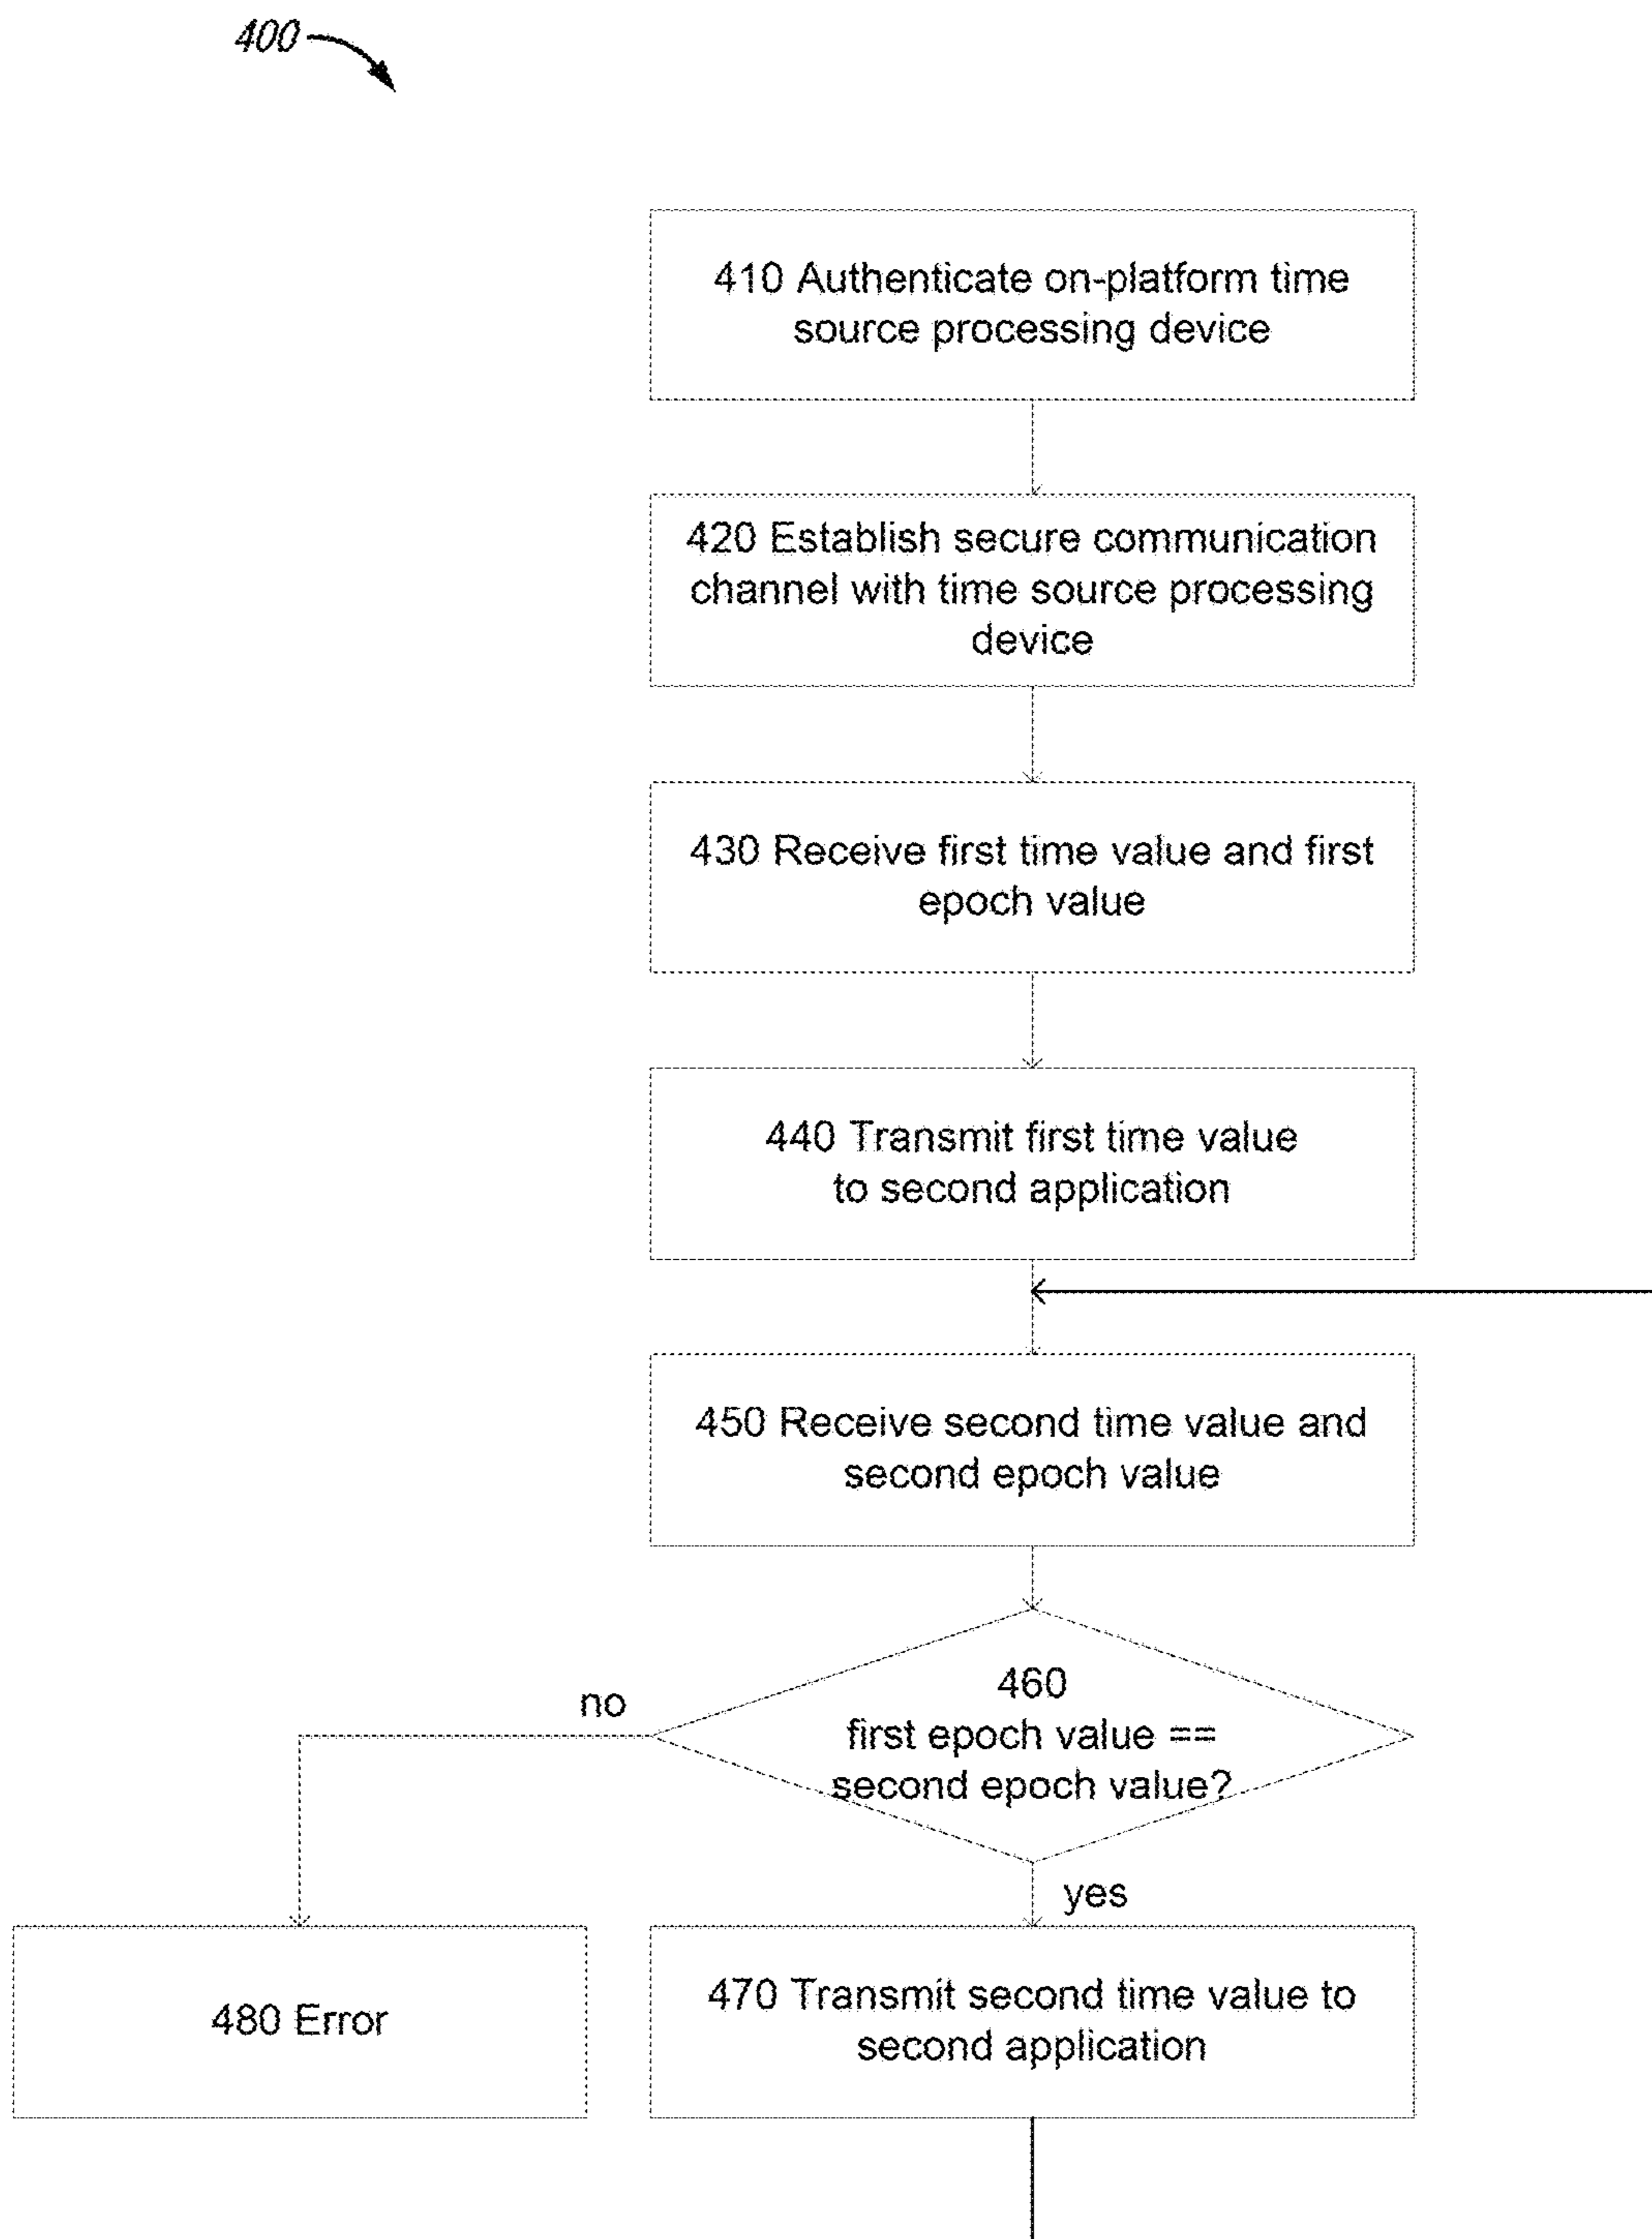 400
410 Authenticate on-platform time
source processing device
420 Establish secure communication
channel with time source processing
device
430 Receive first time value and first
epoch value
440 Transmit first time value
to second application
450 Receive second time value and
second epoch value
460
first epoch value ==
second epoch value?
no
yes
480 Error
470 Transmit second time value to
second application